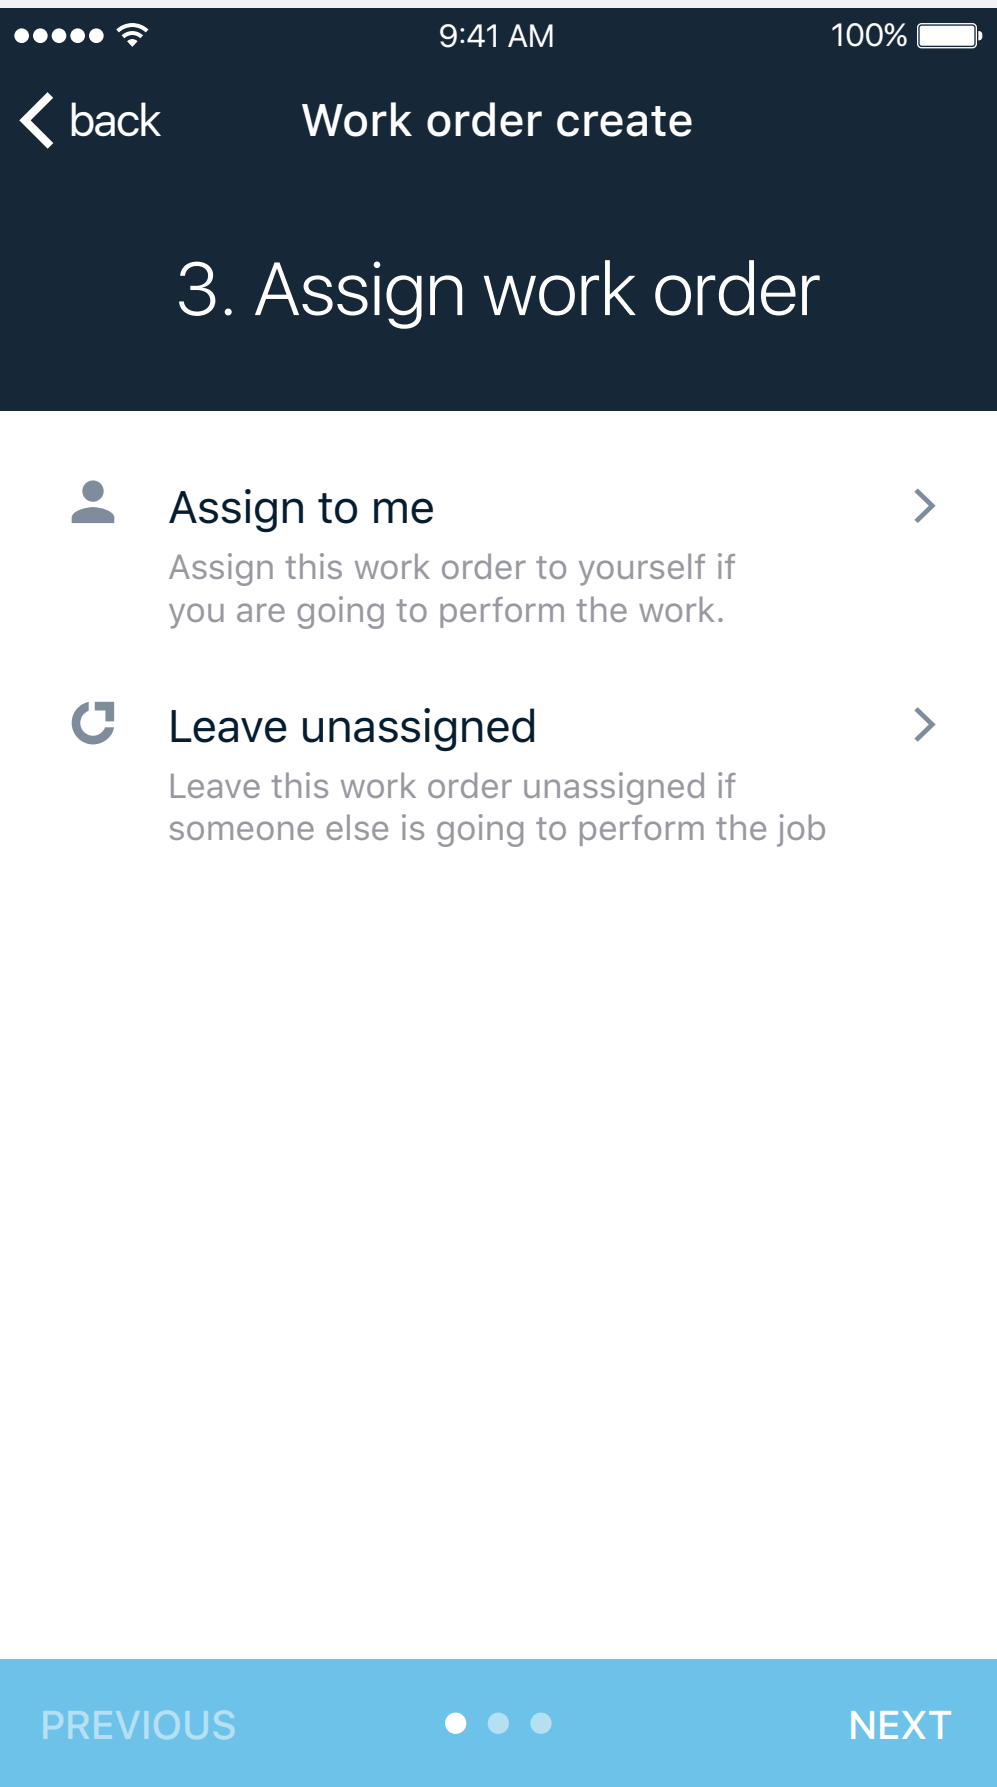 9:41 AM
100%
back
Work order create
3. Assign work order
Assign to me
Assign this work order to yourself if
you are going to perform the work.
Leave unassigned
Leave this work order unassigned if
someone else is going to perform the job
PREVIOUS
NEXT